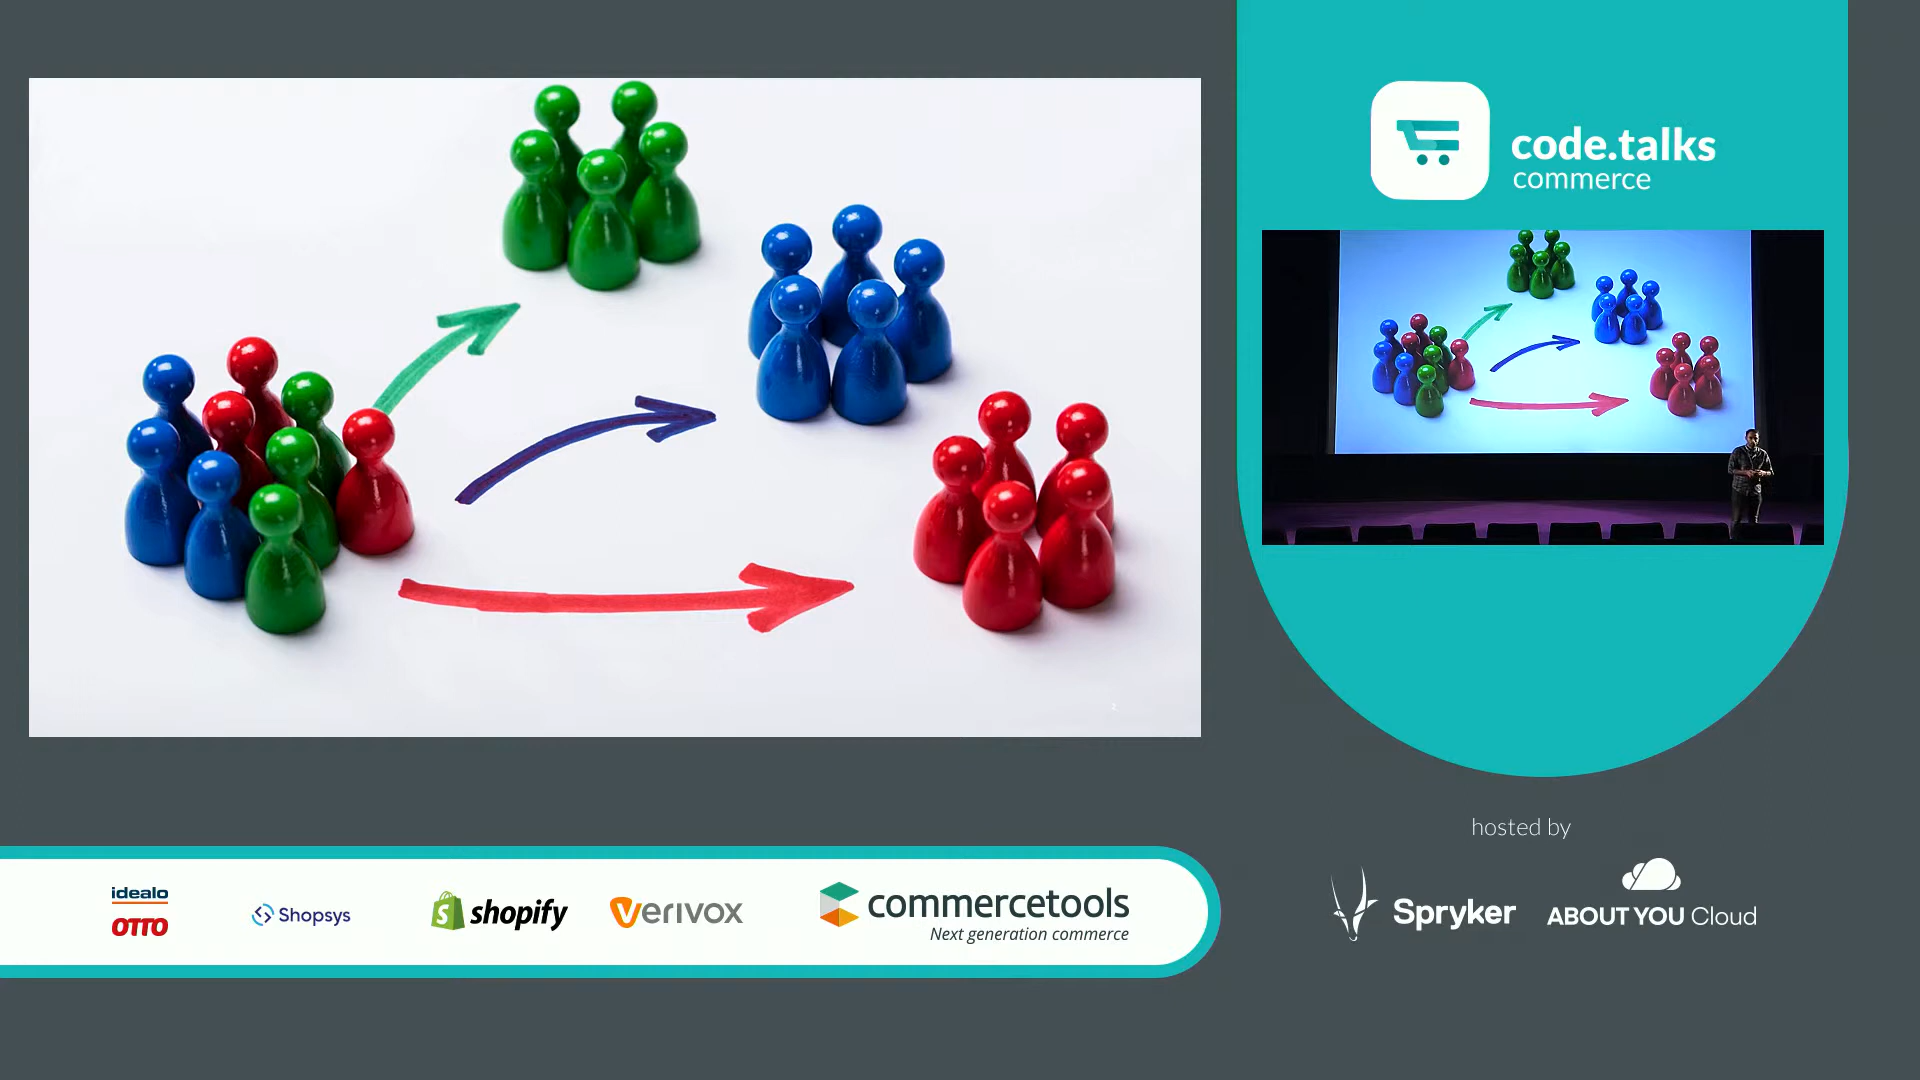 code.talks
commerce
hosted by
idealo
OTTO
Shopsys
shopify
VERIVOX
commercetools
Next generation commerce
Spryker
ABOUT YOU Cloud